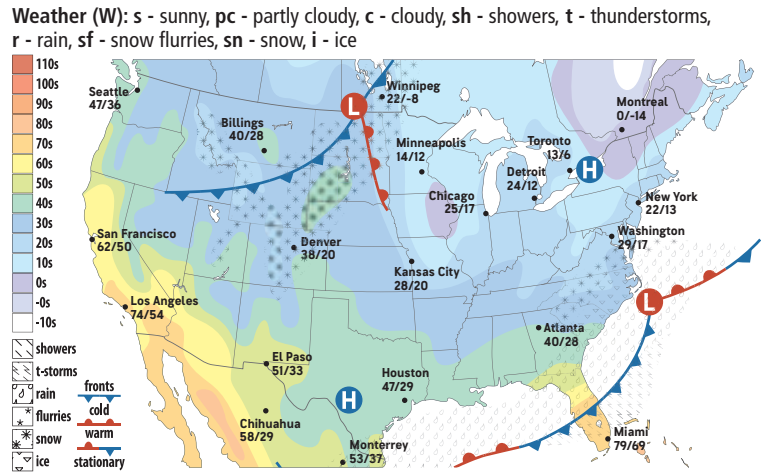 Weather (W): s - sunny, pc - partly cloudy, c - cloudy, sh - showers, t - thunderstorms,
r - rain, sf - snow flurries, sn - snow, i - ice
110s
100s
90s
80s
70s
60s
50s
40s
30s
20s
10s
0s
-0s
-10s
showers
t-storms
rain
flurries
snow
ice
fronts
cold
warm
stationary
Seattle
47/36
Billings
40/28
L
Winnipeg
22/-8
Minneapolis
14/12
Montreal
0/-14
Toronto
13/6
H
Detroit
24/12
Chicago
25/17
New York
22/13
Washington
29/17
San Francisco
62/50
Denver
38/20
Kansas City
28/20
Los Angeles
74/54
L
Atlanta
40/28
El Paso
51/33
Houston
47/29
H
Chihuahua
58/29
Monterrey
53/37
Miami
79/69